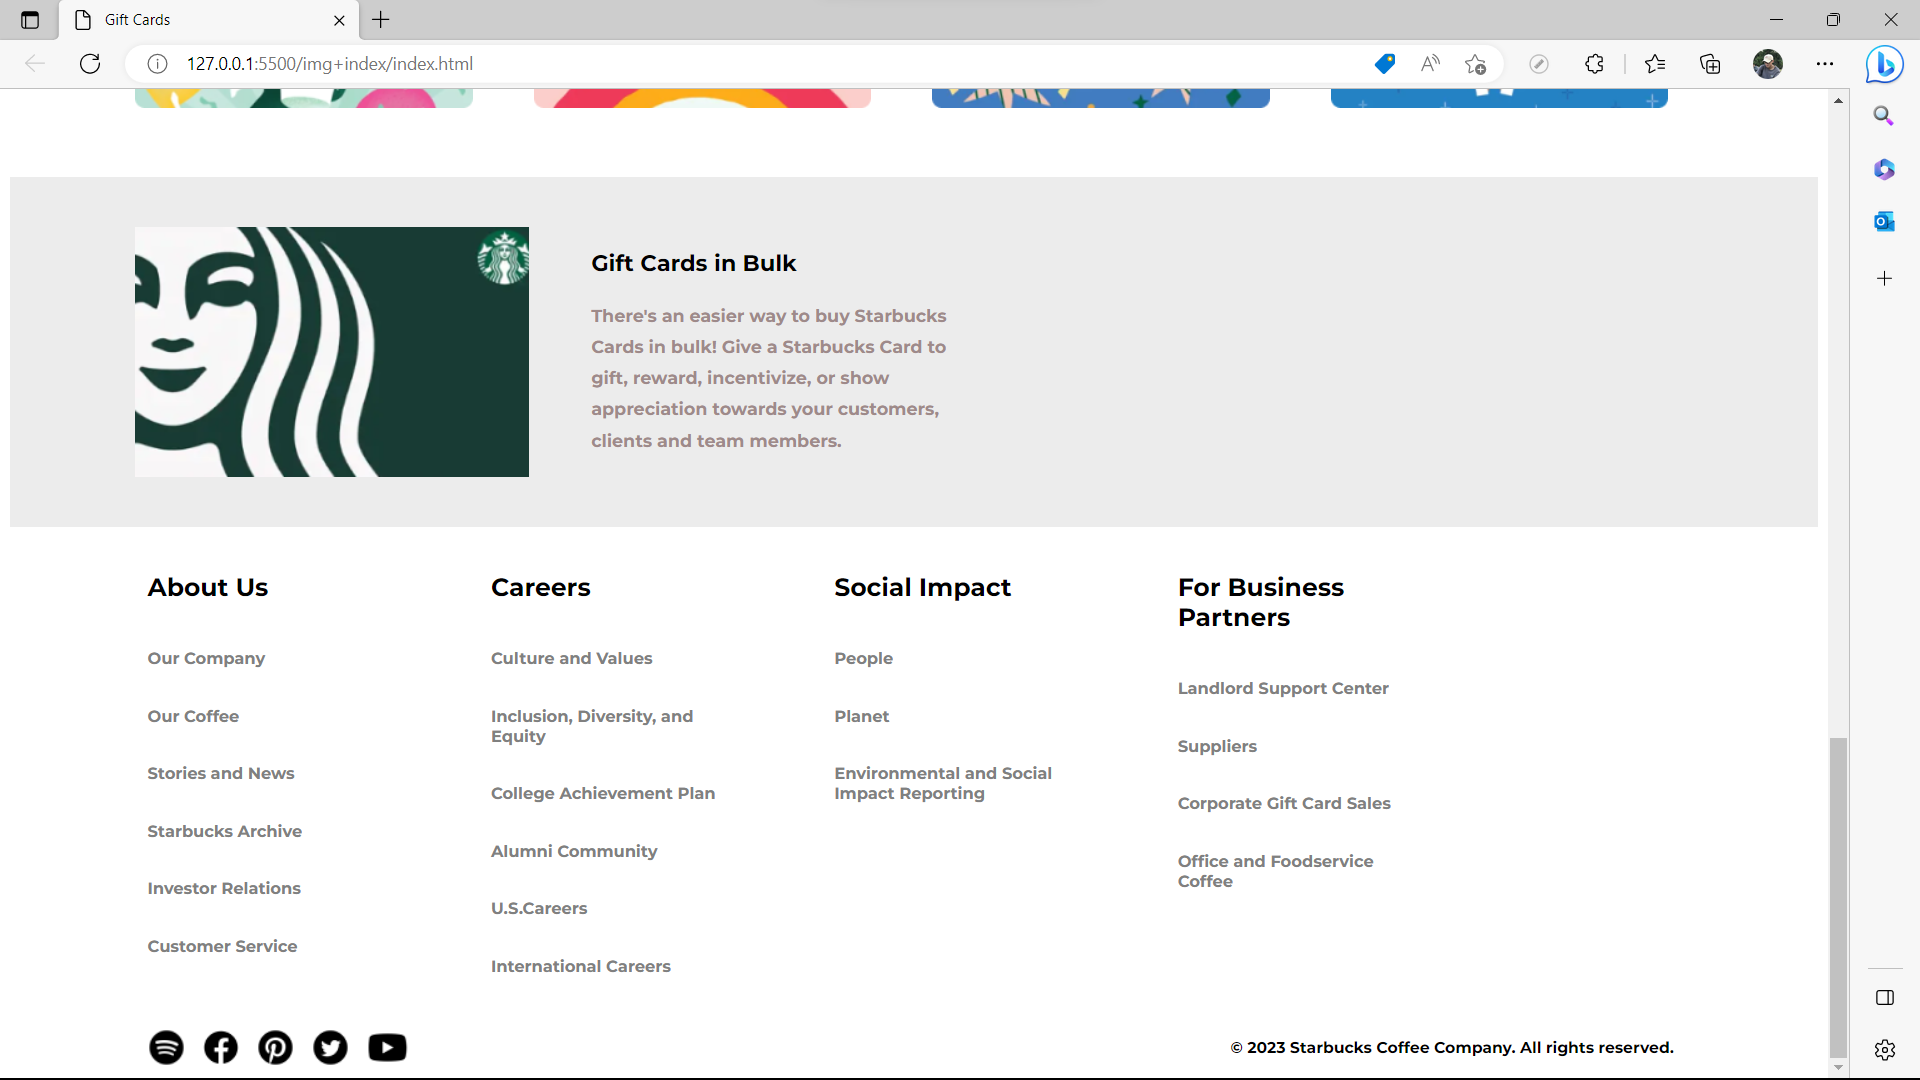 Gift Cards
127.0.0.1:5500/img+index/index.html
Gift Cards in Bulk
There's an easier way to buy Starbucks
Cards in bulk! Give a Starbucks Card to
gift, reward, incentivize, or show
appreciation towards your customers,
clients and team members.
About Us
Our Company
Our Coffee
Stories and News
Starbucks Archive
Investor Relations
Customer Service
Careers
Culture and Values
Inclusion, Diversity, and
Equity
College Achievement Plan
Alumni Community
U.S.Careers
International Careers
Social Impact
People
Planet
Environmental and Social
Impact Reporting
For Business
Partners
Landlord Support Center
Suppliers
Corporate Gift Card Sales
Office and Foodservice
Coffee
© 2023 Starbucks Coffee Company. All rights reserved.